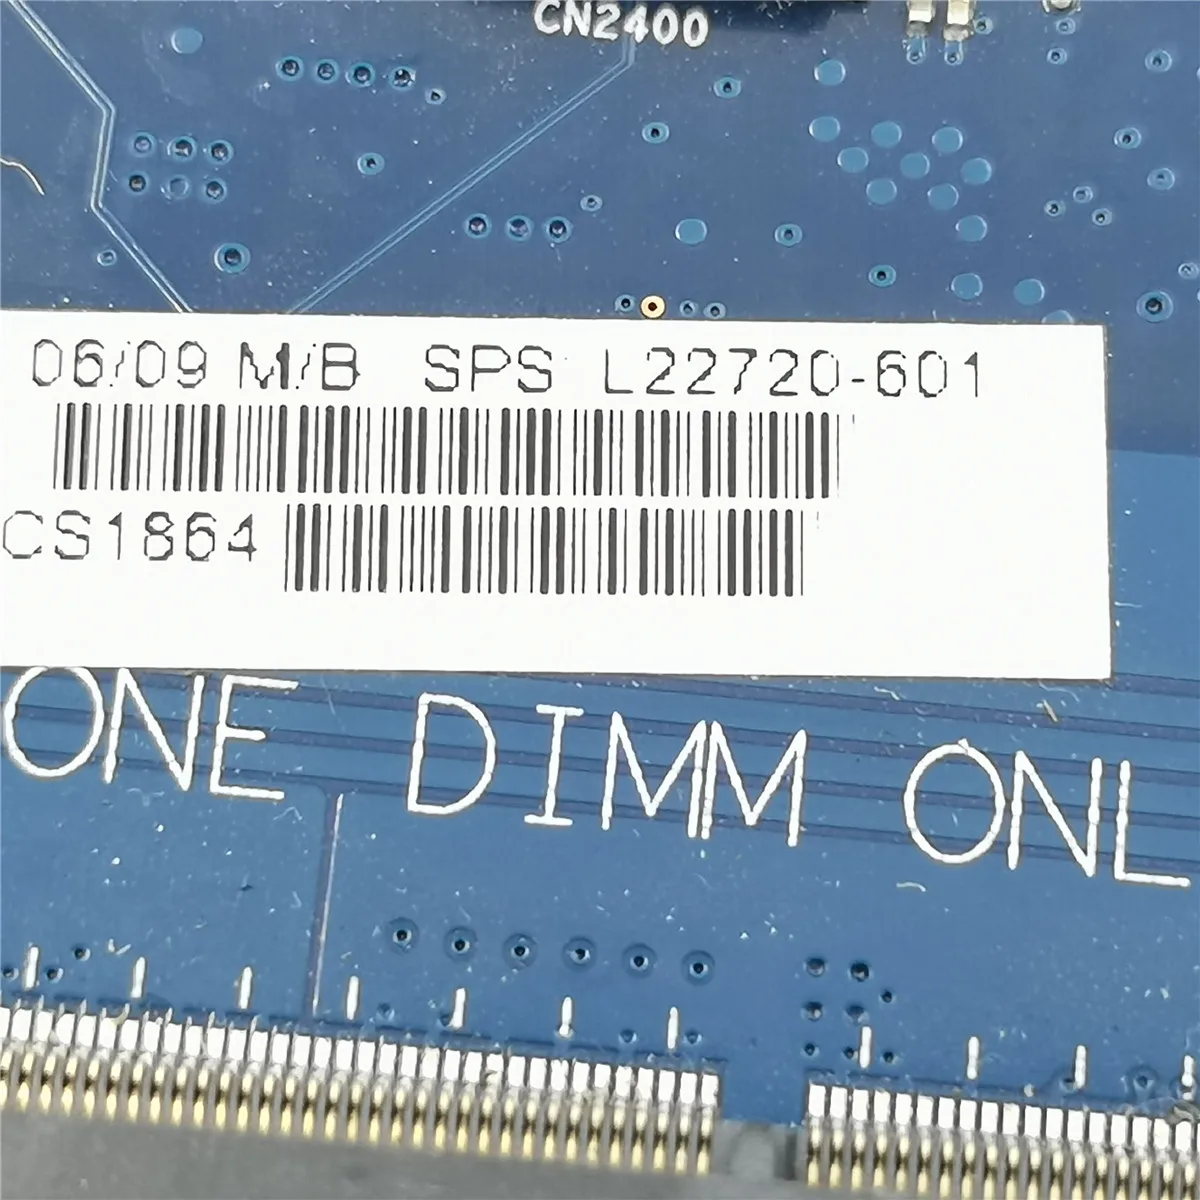 CN2400
06/09 M/B SPS L22720-601
CS1864
ONE DIMM ONL